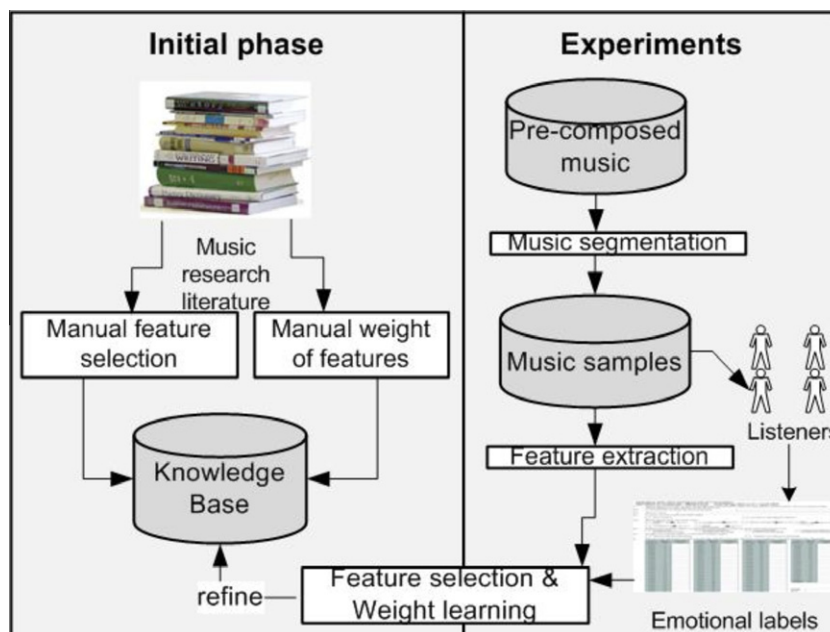 Initial phase
Experiments
Pre-composed
music
Music segmentation
WRITING
Music
research
literature
Manual feature
selection
Manual weight
of features
Music samples
Listeners
Knowledge
Base
Feature extraction
refine
Feature selection &
Weight learning
Emotional labels